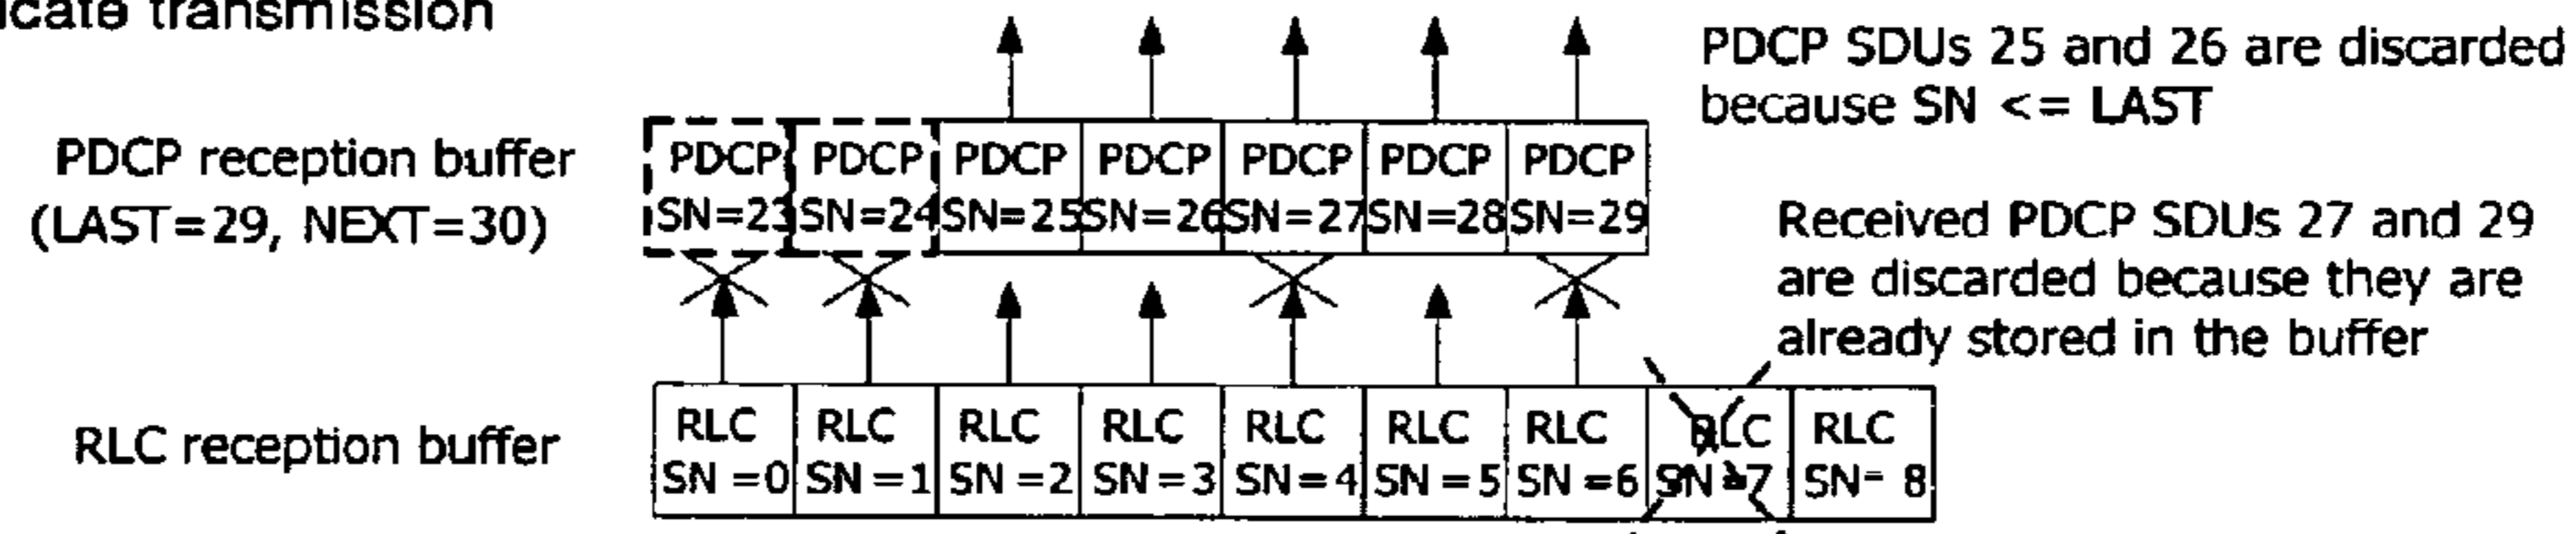 transmission
PDCP SDUs 25 and 26 are discarded
because SN <= LAST
PDCP reception buffer
(LAST=29, NEXT=30)
PDCP PDCP PDCP PDCP PDCP PDCP PDCP
SN=23 SN=24 SN=25 SN=26 SN=27 SN=28 SN=29
Received PDCP SDUs 27 and 29
are discarded because they are
already stored in the buffer
RLC reception buffer
RLC RLC RLC RLC RLC RLC RLC RLC RLC
SN =0 SN =1 SN =2 SN =3 SN =4 SN =5 SN =6 SN =7 SN= 8